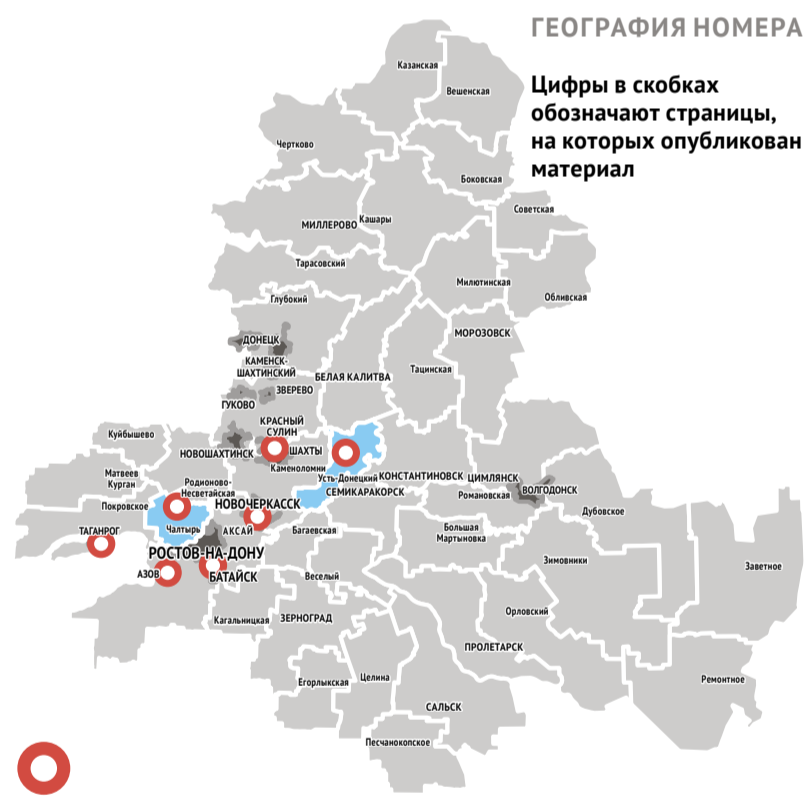 ГЕОГРАФИЯ НОМЕРА
Цифры в скобках
обозначают страницы,
на которых опубликован
материал
Казанская
Вешенская
Чертково
Боковская
Советская
Кашары
МИЛЛЕРОВО
Тарасовский
Милютинская
Обливская
Глубокий
МОРОЗОВСК
ДОНЕЦК
КАМЕНСК-
ШАХТИНСКИЙ
Тацинская
БЕЛАЯ КАЛИТВА
ЗВЕРЕВО
ГУКОВО
КРАСНЫЙ
СУЛИН
Куйбышево
НОВОШАХТИНСК
ШАХТЫ
Каменоломни
Матвеев
Курган
Усть-Донецкий
КОНСТАНТИНОВСК
ЦИМЛЯНСК
Родионово-
Несветайская
СЕМИКАРАКОРСК
Романовская
ВОЛГОДОНСК
Покровское
НОВОЧЕРКАССК
Дубовское
ТАГАНРОГ
Чалтырь
АКСАЙ
Багаевская
Большая
Мартыновка
РОСТОВ-НА-ДОНУ
Зимовники
Заветное
АЗОВ
БАТАЙСК
Веселый
Орловский
Кагальницкая
ЗЕРНОГРАД
ПРОЛЕТАРСК
Егорлыкская
Целина
Ремонтное
САЛЬСК
Песчанокопское